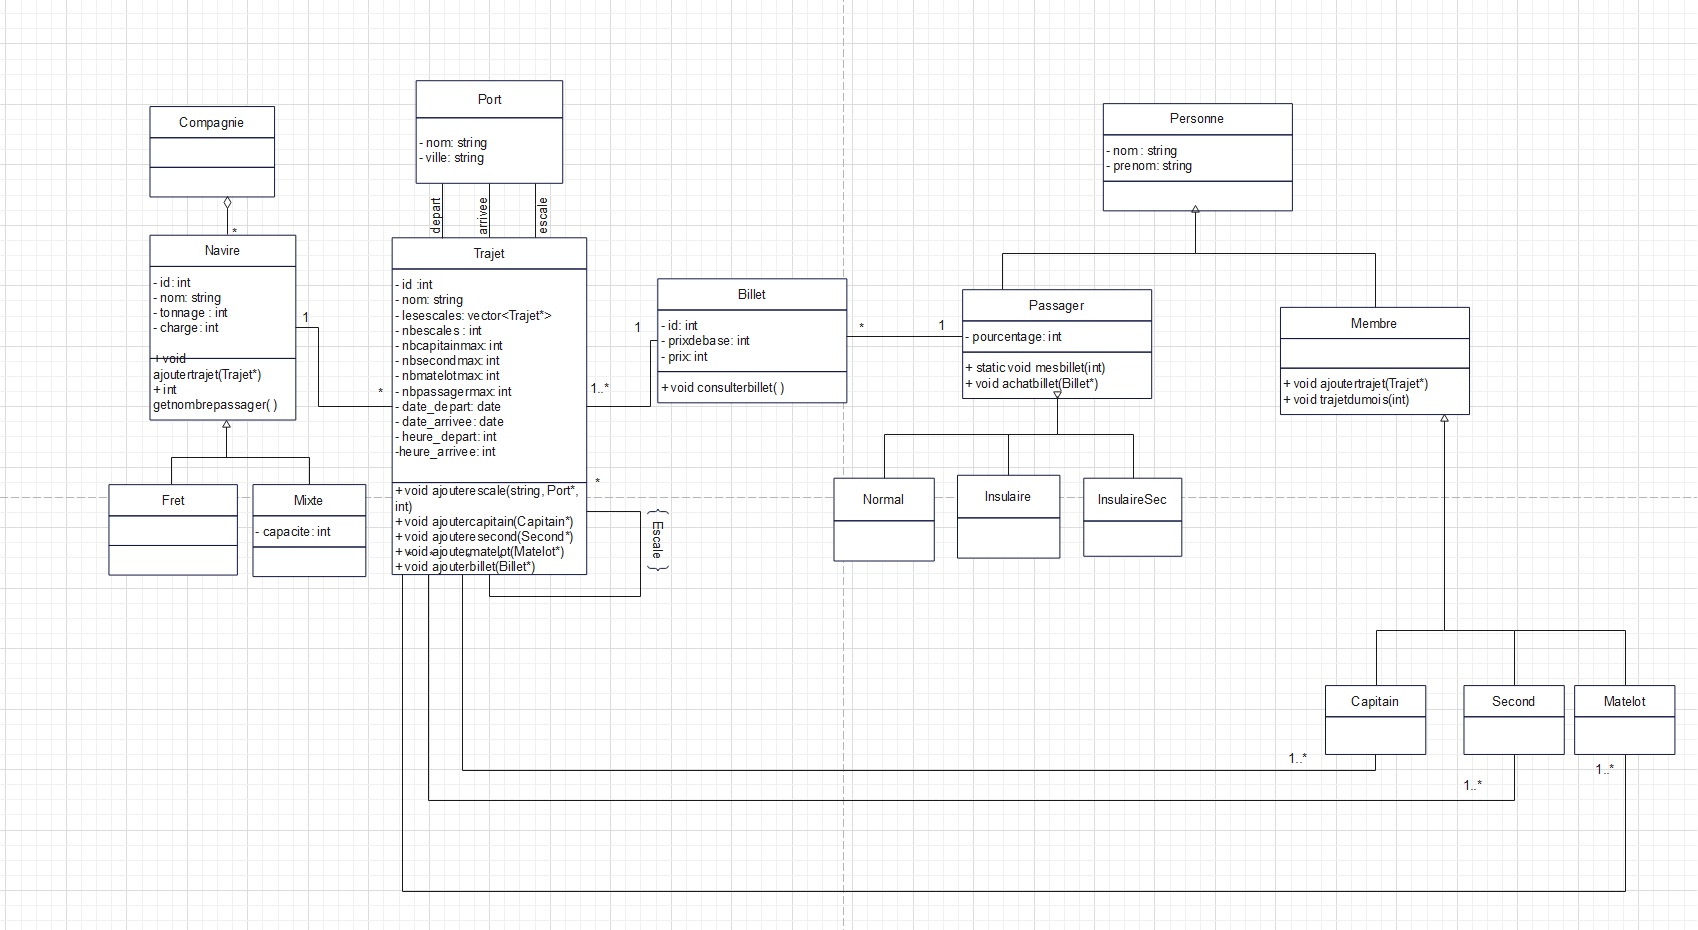 Compagnie
*
Navire
- id: int
- nom: string
- tonnage : int
- charge: int
+ void
ajoutertrajet(Trajet*)
+ int
getnombrepassager( )
1
*
Fret
Mixte
- capacite: int
Port
- nom: string
- ville: string
depart
arrivee
escale
Trajet
- id :int
- nom: string
- lesescales: vector<Trajet*>
- nbescales : int
- nbcapitainmax: int
- nbsecondmax: int
- nbmatelotmax: int
- nbpassagermax: int
- date_depart: date
- date_arrivee: date
- heure_depart: int
-heure_arrivee: int
+ void ajouterescale(string, Port*,
int)
+ void ajoutercapitain(Capitain*)
+ void ajouteresecond(Second*)
+ void ajoutermatelot(Matelot*)
+ void ajouterbillet(Billet*)
*
Escale
1..*
1
Billet
- id: int
- prixdebase: int
- prix: int
+ void consulterbillet( )
*
1
Personne
- nom : string
- prenom: string
Passager
- pourcentage: int
+ static void mesbillet(int)
+ void achatbillet(Billet*)
Normal
Insulaire
InsulaireSec
Membre
+ void ajoutertrajet(Trajet*)
+ void trajetdumois(int)
Capitain
Second
Matelot
1..*
1..*
1..*